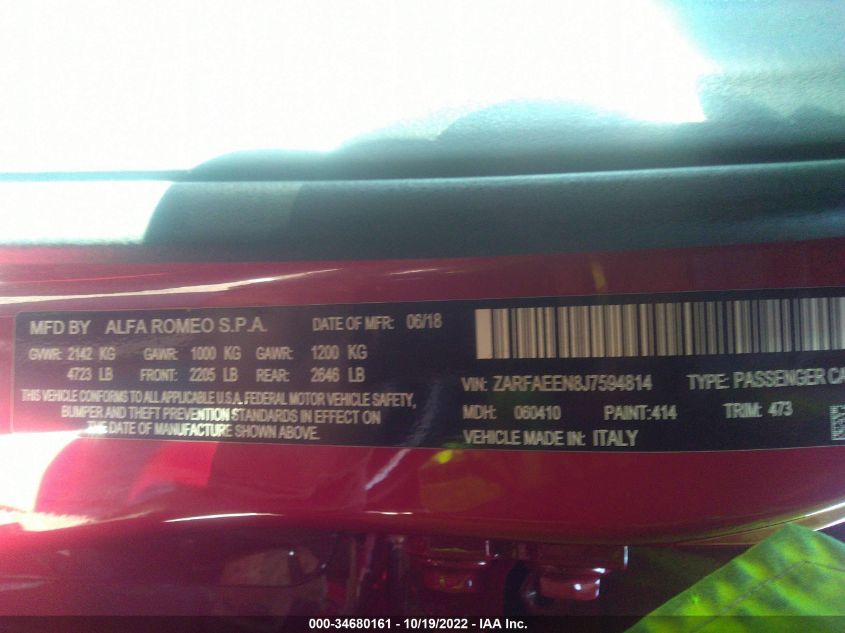 MFD BY ALFA ROMEO S.P.A. DATE OF MFR: 06/18
GVWR: 2142 KG GAWR: 1000 KG GAWR: 1200 KG
4723 LB FRONT: 2205 LB REAR: 2646 LB
THIS VEHICLE CONFORMS TO ALL APPLICABLE U.S.A. FEDERAL MOTOR VEHICLE SAFETY,
BUMPER AND THEFT PREVENTION STANDARDS IN EFFECT ON
THE DATE OF MANUFACTURE SHOWN ABOVE.
VIN: ZARFAEEN8J7594814 TYPE: PASSENGER CA
MDH: 060410 PAINT: 414 TRIM: 473
VEHICLE MADE IN: ITALY
000-34680161 - 10/19/2022 - IAA Inc.